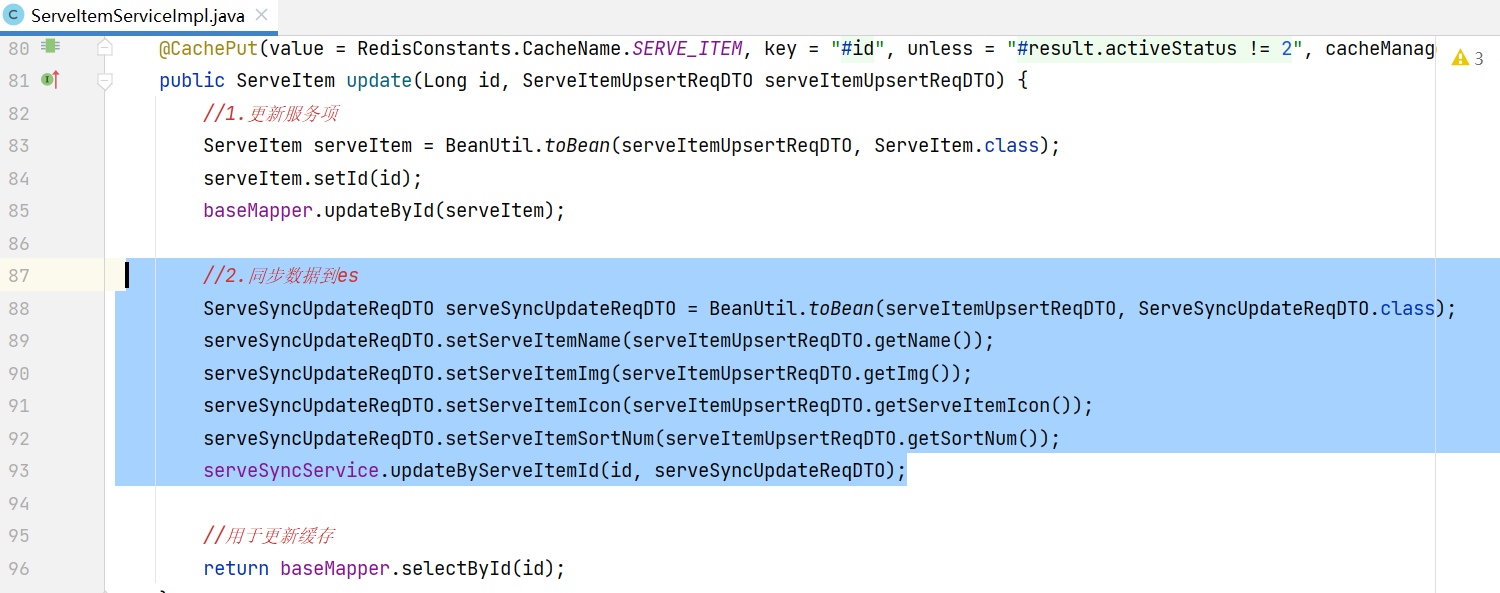 ServeItemServiceImpl.java
3
80 @CachePut(value = RedisConstants.CacheName.SERVE_ITEM, key = "#id", unless = "#result.activeStatus != 2", cacheManag
81 public ServeItem update(Long id, ServeItemUpsertReqDTO serveItemUpsertReqDTO) {
82 //1.更新服务项
83 ServeItem serveItem = BeanUtil.toBean(serveItemUpsertReqDTO, ServeItem.class);
84 serveItem.setId(id);
85 baseMapper.updateById(serveItem);
86
87 //2.同步数据到es
88 ServeSyncUpdateReqDTO serveSyncUpdateReqDTO = BeanUtil.toBean(serveItemUpsertReqDTO, ServeSyncUpdateReqDTO.class);
89 serveSyncUpdateReqDTO.setServeItemName(serveItemUpsertReqDTO.getName());
90 serveSyncUpdateReqDTO.setServeItemImg(serveItemUpsertReqDTO.getImg());
91 serveSyncUpdateReqDTO.setServeItemIcon(serveItemUpsertReqDTO.getServeItemIcon());
92 serveSyncUpdateReqDTO.setServeItemSortNum(serveItemUpsertReqDTO.getSortNum());
93 serveSyncService.updateByServeItemId(id, serveSyncUpdateReqDTO);
94
95 //用于更新缓存
96 return baseMapper.selectById(id);